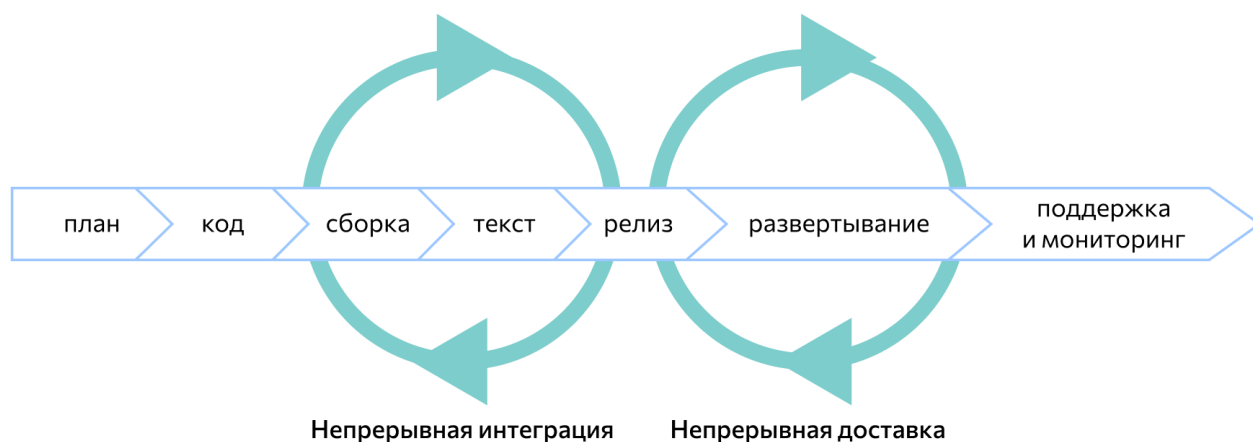 план
код
сборка
текст
релиз
развертывание
поддержка
и мониторинг
Непрерывная интеграция
Непрерывная доставка